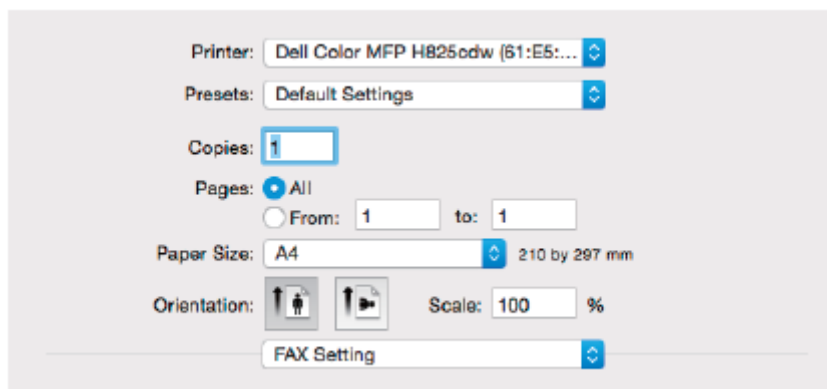 Printer: Dell Color MFP H825cdw (61:E5:...
Presets: Default Settings
Copies: 1
Pages: All
From: 1 to: 1
Paper Size: A4 210 by 297 mm
Orientation: Scale: 100 %
FAX Setting